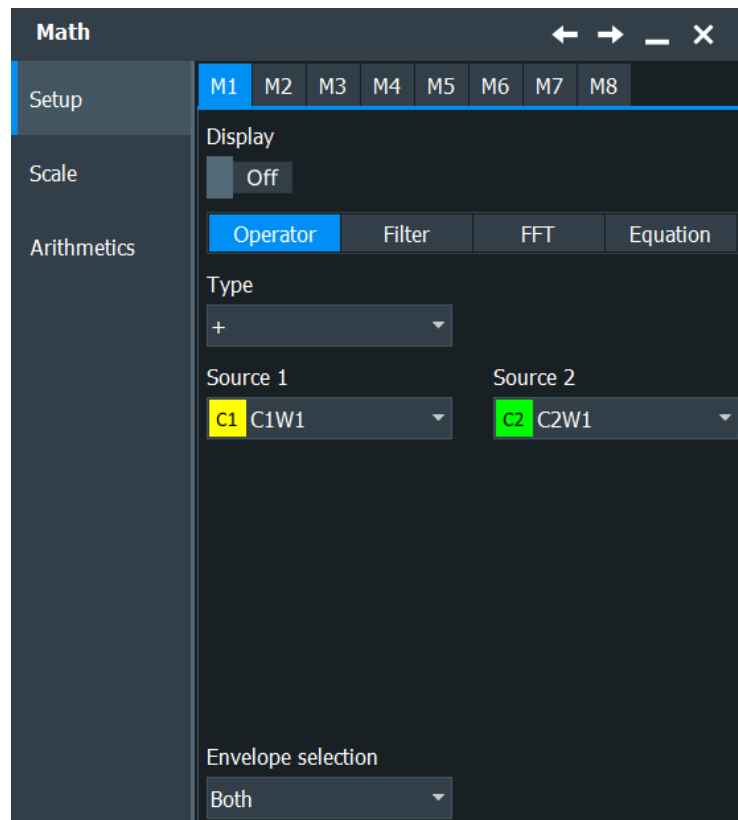 Math
Setup
Scale
Arithmetics
M1 M2 M3 M4 M5 M6 M7 M8
Display
Off
Operator Filter FFT Equation
Type
+
Source 1 Source 2
C1 C1W1 C2 C2W1
Envelope selection
Both